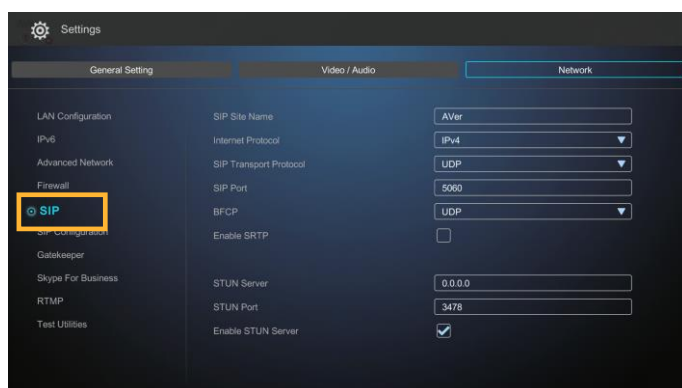 Settings
General Setting
Video / Audio
Network
LAN Configuration
IPv6
Advanced Network
Firewall
SIP
SIP Configuration
Gatekeeper
Skype For Business
RTMP
Test Utilities
SIP Site Name
AVer
Internet Protocol
IPv4
SIP Transport Protocol
UDP
SIP Port
5060
BFCP
UDP
Enable SRTP
STUN Server
0.0.0.0
STUN Port
3478
Enable STUN Server